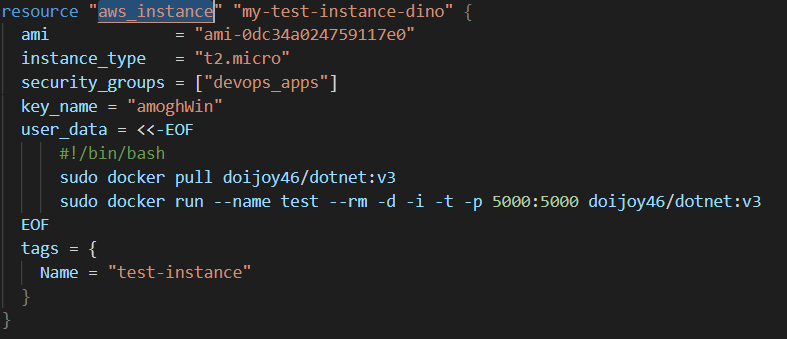 resource "aws_instance" "my-test-instance-dino" {
  ami           = "ami-0dc34a024759117e0"
  instance_type   = "t2.micro"
  security_groups = ["devops_apps"]
  key_name = "amoghWin"
  user_data = <<-EOF
      #!/bin/bash
      sudo docker pull doijoy46/dotnet:v3
      sudo docker run --name test --rm -d -i -t -p 5000:5000 doijoy46/dotnet:v3
  EOF
  tags = {
    Name = "test-instance"
  }
}